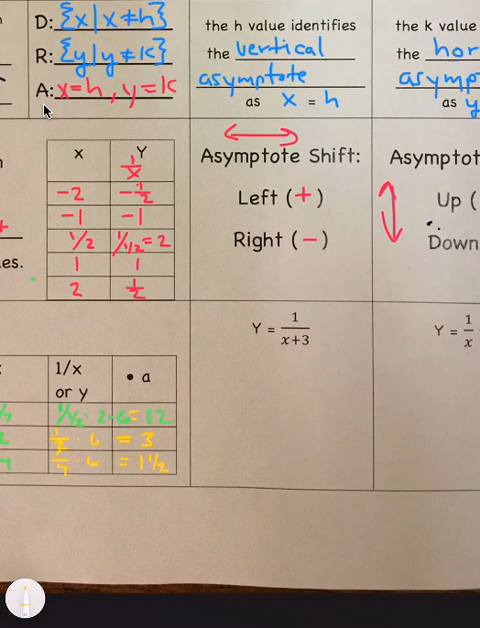 D: {x | x ≠ h}
R: {y | y ≠ k}
A: x = h , y = k
the h value identifies
the vertical
asymptote
as x = h
the k value
the hor
asymp
as y
x Y
1/x
-2 -1/2
-1 -1
1/2 1/1/2 = 2
1 1
2 1/2
es.
Asymptote Shift:
Left (+)
Right (-)
Asymptot
Up (
Down
Y = 1/x+3
Y = 1/x
1/x
or y
• a
1/1/2 · 2·6 = 12
1/2 · 6 = 3
1/4 · 6 = 1 1/2